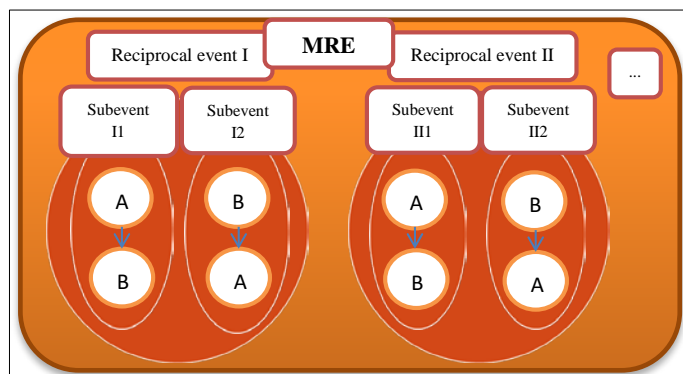 MRE
Reciprocal event I
Reciprocal event II
...
Subevent
I1
Subevent
I2
Subevent
II1
Subevent
II2
A
B
A
B
B
A
B
A